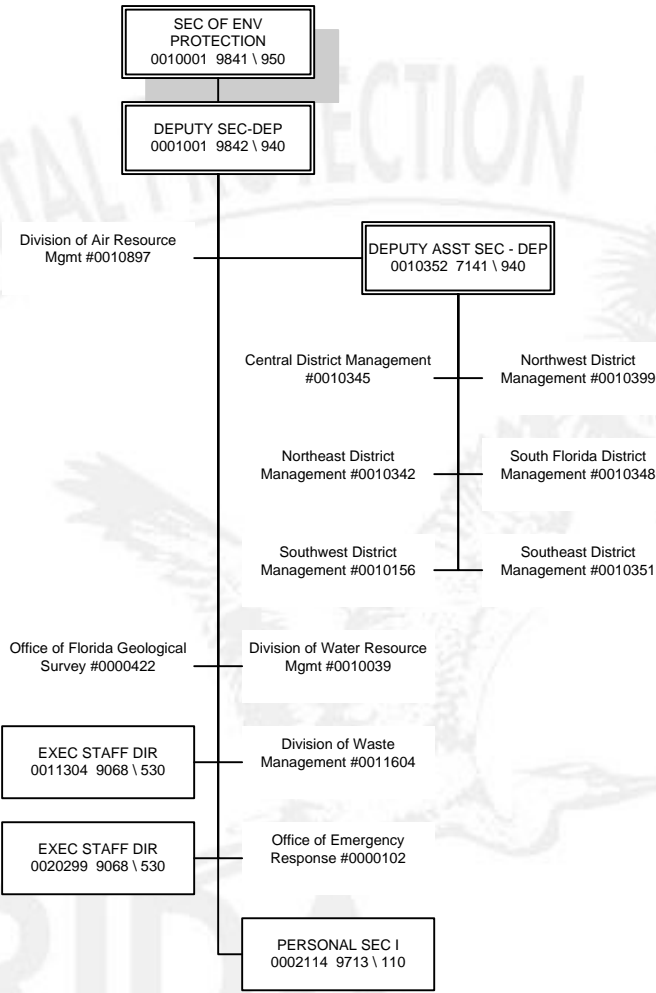 SEC OF ENV
PROTECTION
0010001 9841 \ 950
DEPUTY SEC-DEP
0001001 9842 \ 940
Division of Air Resource
Mgmt #0010897
DEPUTY ASST SEC - DEP
0010352 7141 \ 940
Central District Management
#0010345
Northwest District
Management #0010399
Northeast District
Management #0010342
South Florida District
Management #0010348
Southwest District
Management #0010156
Southeast District
Management #0010351
Office of Florida Geological
Survey #0000422
Division of Water Resource
Mgmt #0010039
EXEC STAFF DIR
0011304 9068 \ 530
Division of Waste
Management #0011604
EXEC STAFF DIR
0020299 9068 \ 530
Office of Emergency
Response #0000102
PERSONAL SEC I
0002114 9713 \ 110